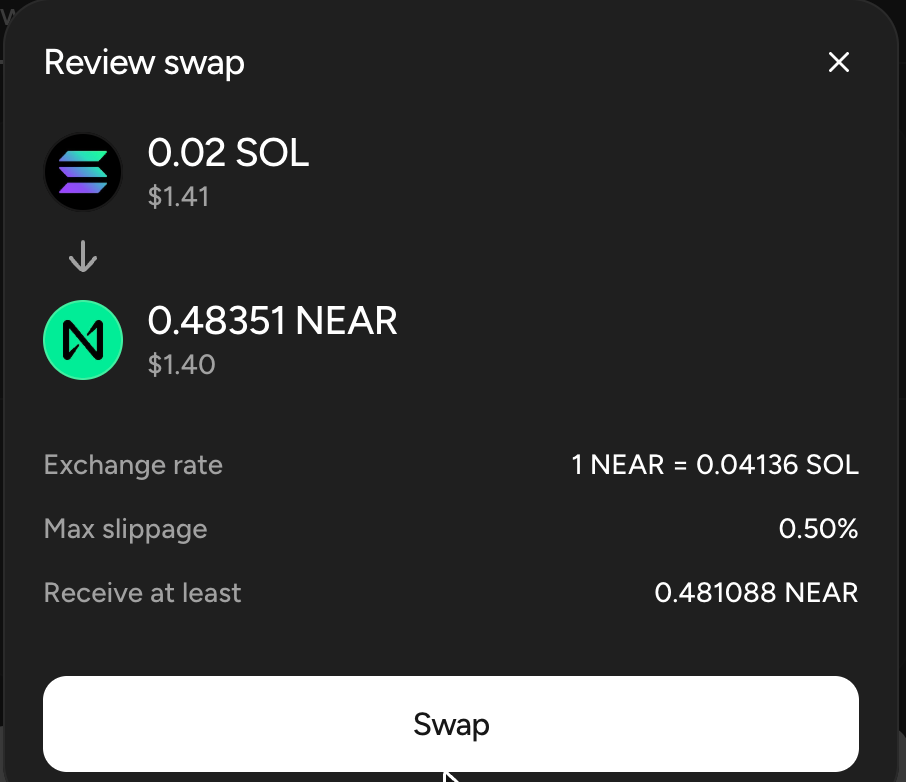 Review swap
0.02 SOL
$1.41
0.48351 NEAR
$1.40
Exchange rate
1 NEAR = 0.04136 SOL
Max slippage
0.50%
Receive at least
0.481088 NEAR
Swap